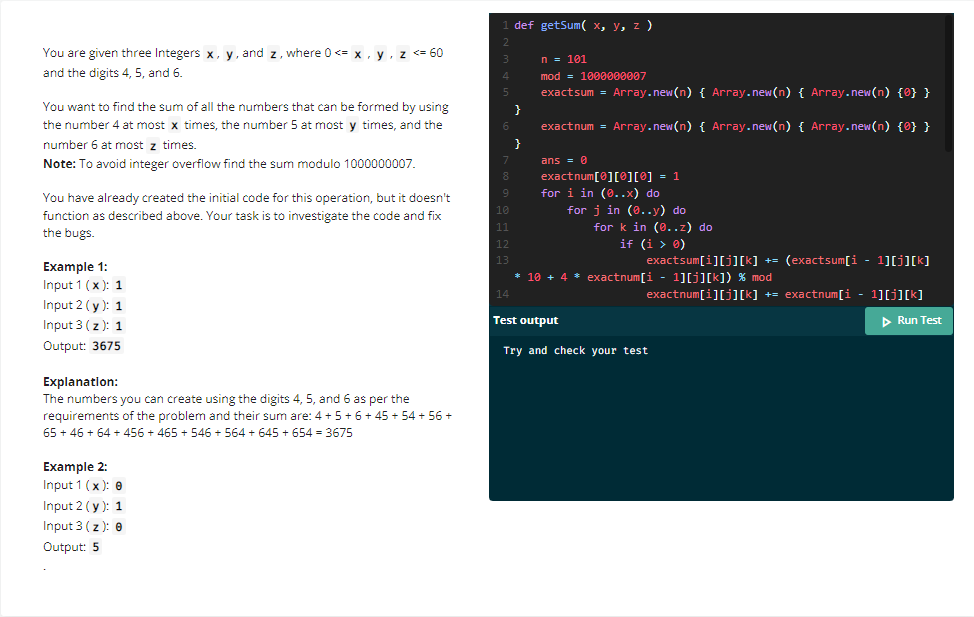 You are given three Integers x, y, and z, where 0 <= x , y , z <= 60
and the digits 4, 5, and 6.
You want to find the sum of all the numbers that can be formed by using
the number 4 at most x times, the number 5 at most y times, and the
number 6 at most z times.
Note: To avoid integer overflow find the sum modulo 1000000007.
You have already created the initial code for this operation, but it doesn't
function as described above. Your task is to investigate the code and fix
the bugs.
Example 1:
Input 1 (x): 1
Input 2 (y): 1
Input 3 (z): 1
Output: 3675
Explanation:
The numbers you can create using the digits 4, 5, and 6 as per the
requirements of the problem and their sum are: 4 + 5 + 6 + 45 + 54 + 56 +
65 + 46 + 64 + 456 + 465 + 546 + 564 + 645 + 654 = 3675
Example 2:
Input 1 (x): 0
Input 2 (y): 1
Input 3 (z): 0
Output: 5
.
1 def getSum( x, y, z )
2
3 n = 101
4 mod = 1000000007
5 exactsum = Array.new(n) { Array.new(n) { Array.new(n) {0} }
}
6 exactnum = Array.new(n) { Array.new(n) { Array.new(n) {0} }
}
7 ans = 0
8 exactnum[0][0][0] = 1
9 for i in (0..x) do
10 for j in (0..y) do
11 for k in (0..z) do
12 if (i > 0)
13 exactsum[i][j][k] += (exactsum[i - 1][j][k]
* 10 + 4 * exactnum[i - 1][j][k]) % mod
14 exactnum[i][j][k] += exactnum[i - 1][j][k]
Test output
Run Test
Try and check your test